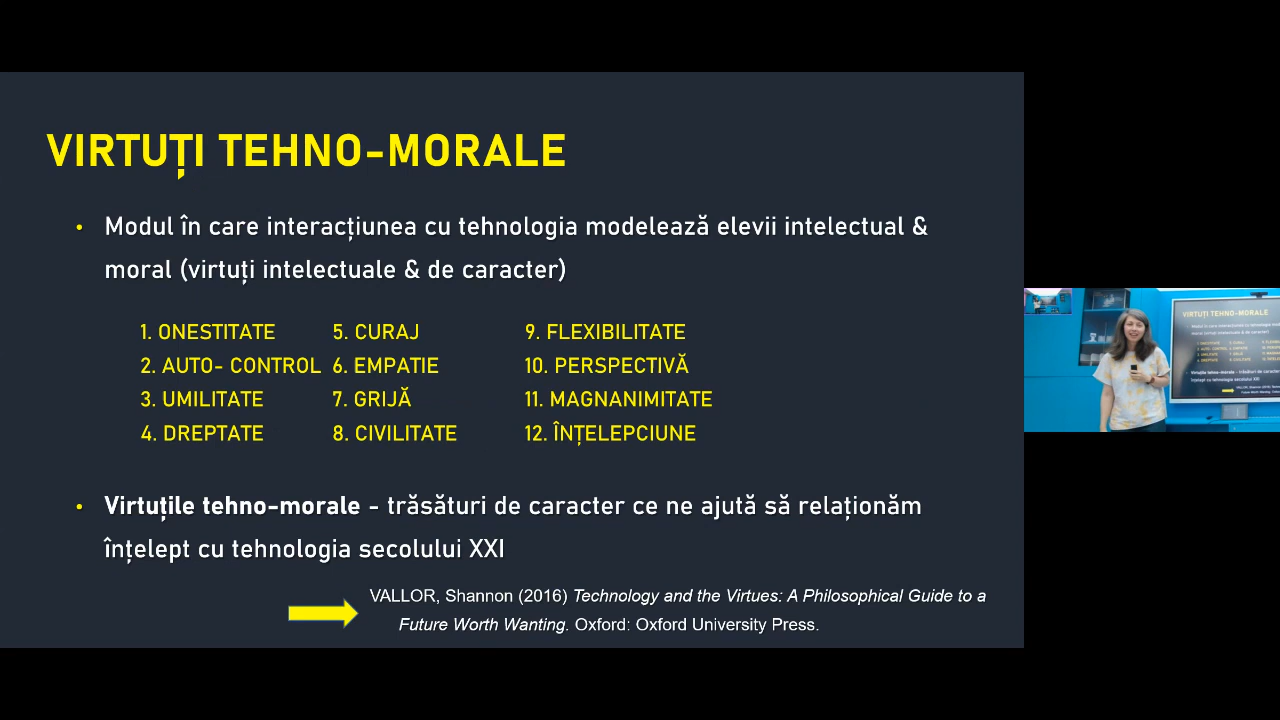 VIRTUȚI TEHNO-MORALE
• Modul în care interacțiunea cu tehnologia modelează elevii intelectual &
moral (virtuți intelectuale & de caracter)
1. ONESTITATE
2. AUTO- CONTROL
3. UMILITATE
4. DREPTATE
5. CURAJ
6. EMPATIE
7. GRIJĂ
8. CIVILITATE
9. FLEXIBILITATE
10. PERSPECTIVĂ
11. MAGNANIMITATE
12. ÎNȚELEPCIUNE
• Virtuțile tehno-morale - trăsături de caracter ce ne ajută să relaționăm
înțelept cu tehnologia secolului XXI
VALLOR, Shannon (2016) Technology and the Virtues: A Philosophical Guide to a
Future Worth Wanting. Oxford: Oxford University Press.
VIRTUȚI TEHNO-MORALE